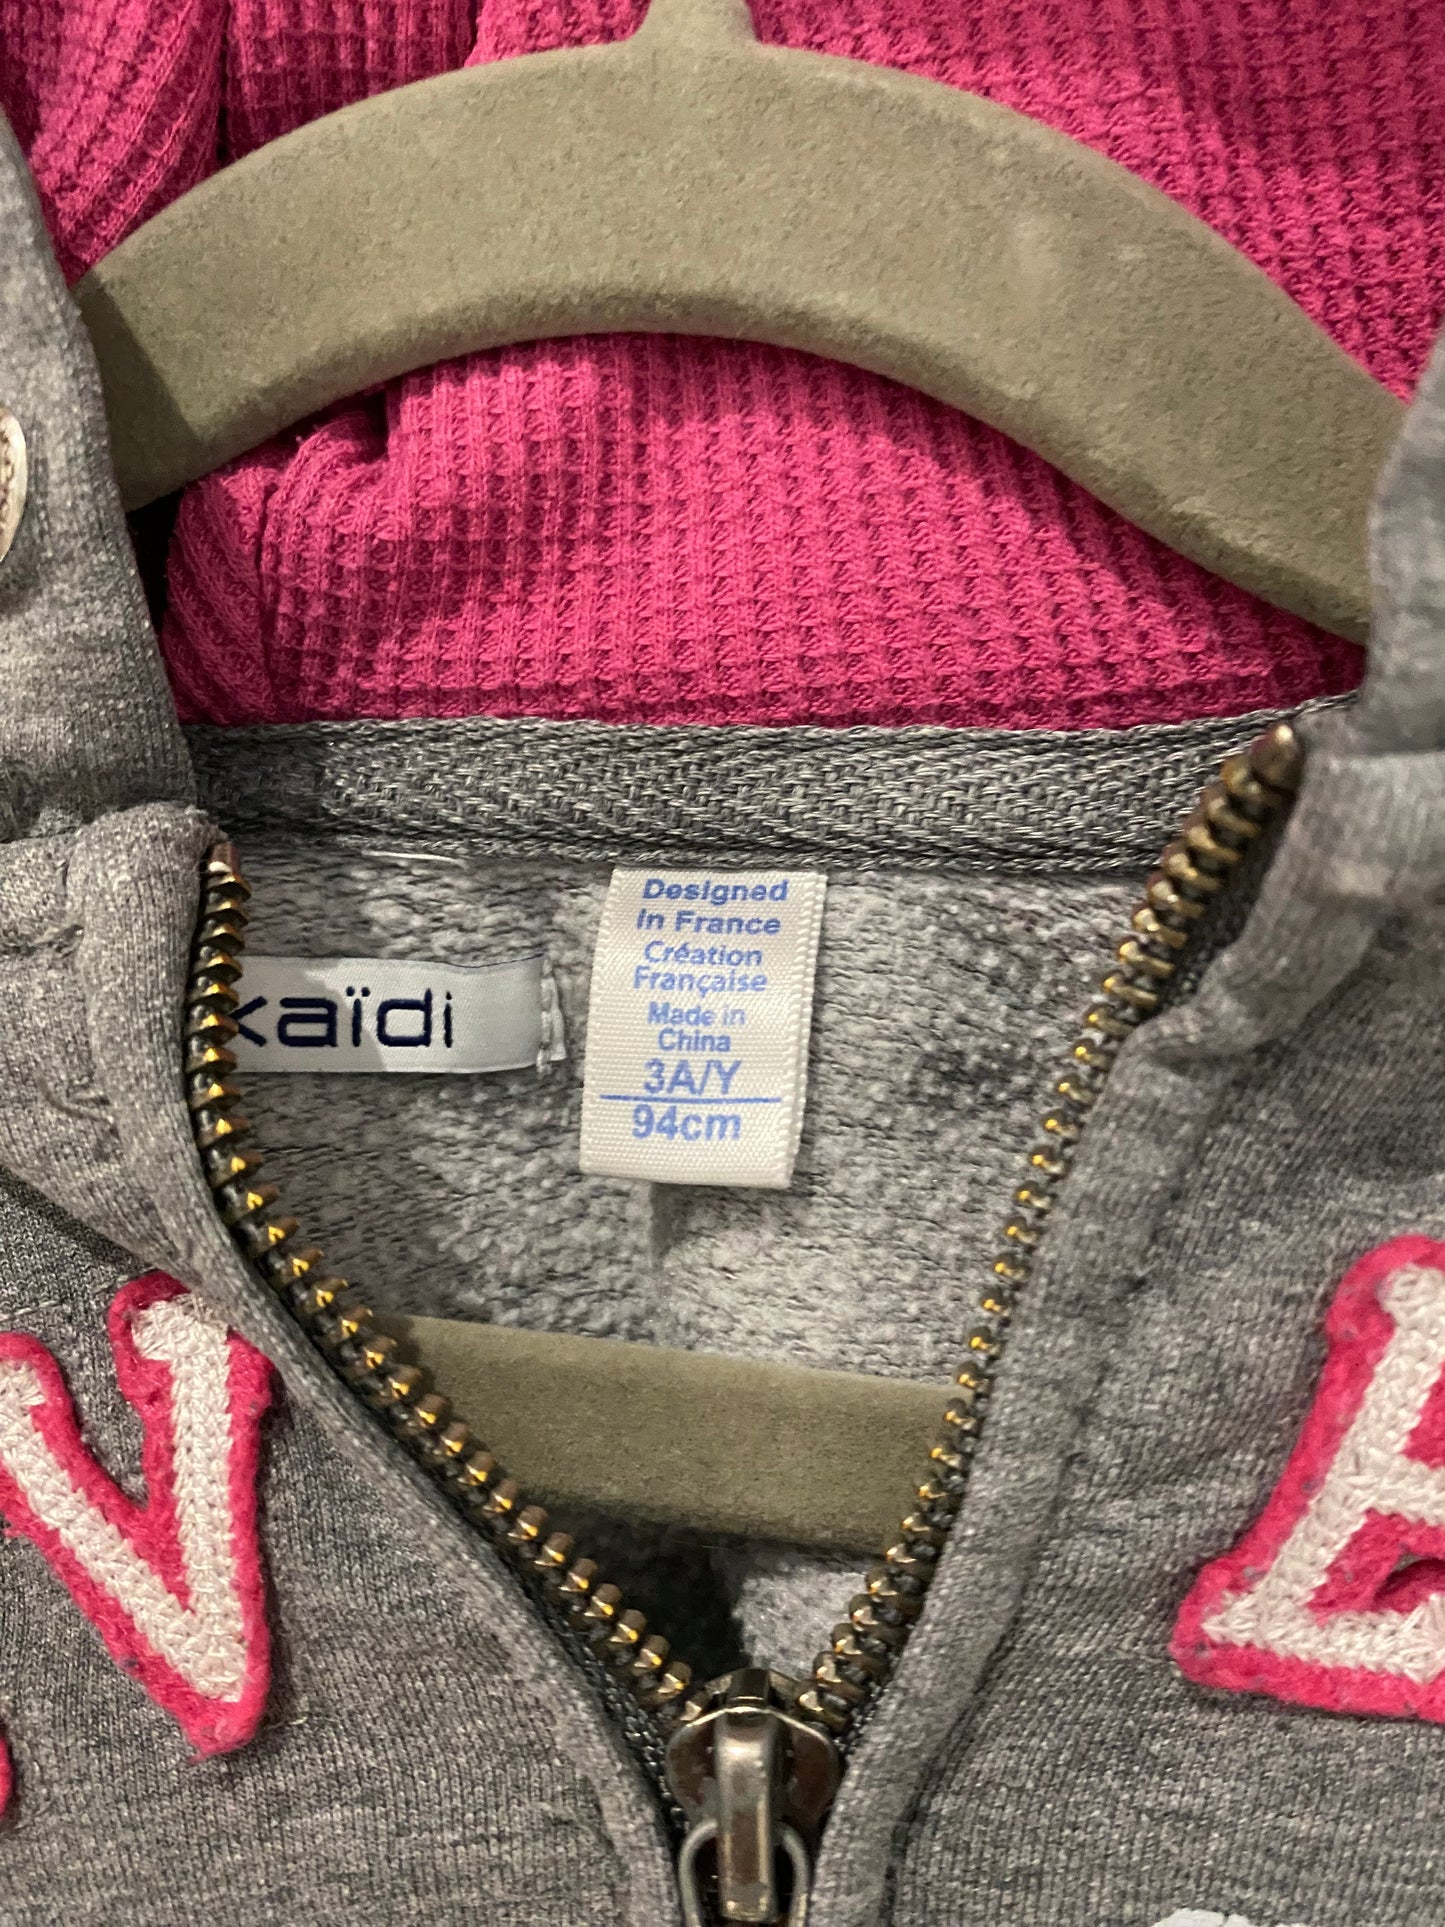 kaïdi
Designed
in France
Création
Française
Made in
China
3A/Y
94cm
V
E